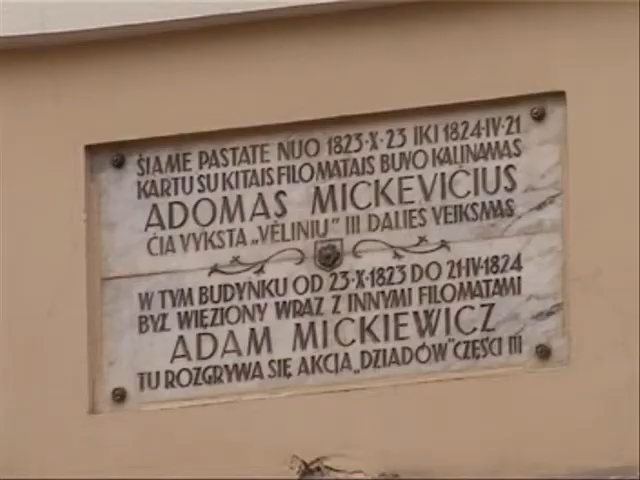 ŠIAME PASTATE NUO 1823·X·23 IKI 1824·IV·21
KARTU SU KITAIS FILOMATAIS BUVO KALINAMAS
ADOMAS MICKEVIČIUS
ČIA VYKSTA „VĖLINIŲ" III DALIES VEIKSMAS
W TYM BUDYNKU OD 23·X·1823 DO 21·IV·1824
BYŁ WIĘZIONY WRAZ Z INNYMI FILOMATAMI
ADAM MICKIEWICZ
TU ROZGRYWA SIĘ AKCJA „DZIADÓW" CZĘŚCI III